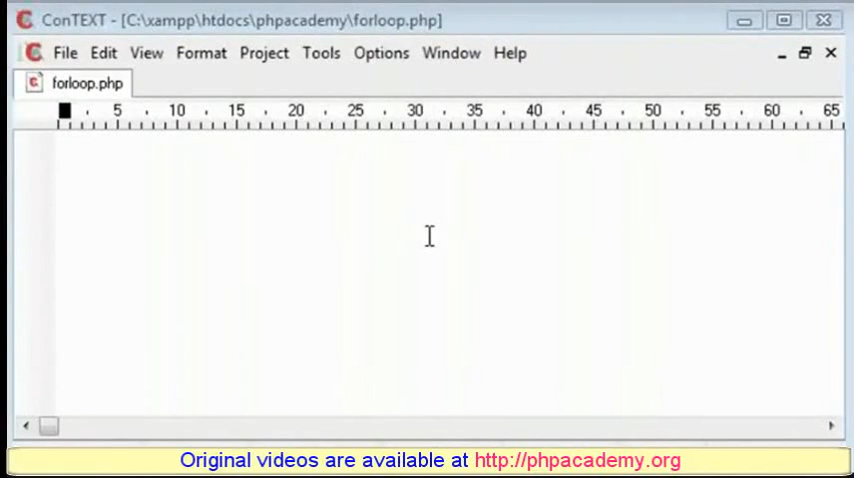 ConTEXT - [C:\xampp\htdocs\phpacademy\forloop.php]
File Edit View Format Project Tools Options Window Help
forloop.php
5 10 15 20 25 30 35 40 45 50 55 60 65
Original videos are available at http://phpacademy.org